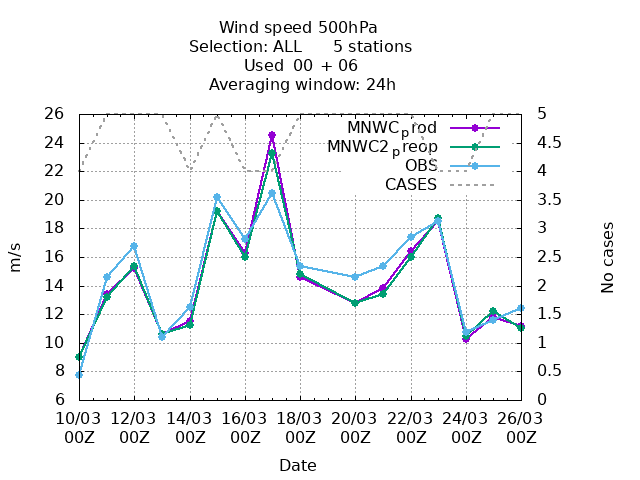 Wind speed 500hPa
Selection: ALL 5 stations
Used 00 + 06
Averaging window: 24h
26 5
MNWCprod
24 4.5
MNWC2preop
OBS
22 4
CASES
20 3.5
18 3
m/s No cases
16 2.5
14 2
12 1.5
10 1
8 0.5
6 0
10/03 12/03 14/03 16/03 18/03 20/03 22/03 24/03 26/03
00Z 00Z 00Z 00Z 00Z 00Z 00Z 00Z 00Z
Date